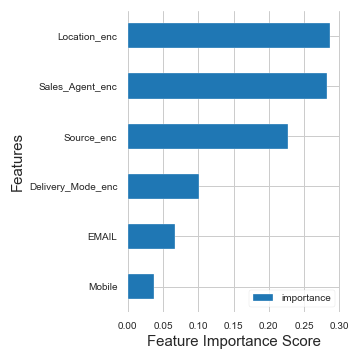 Location_enc
Sales_Agent_enc
Source_enc
Delivery_Mode_enc
EMAIL
Mobile
Features
importance
0.00 0.05 0.10 0.15 0.20 0.25 0.30
Feature Importance Score